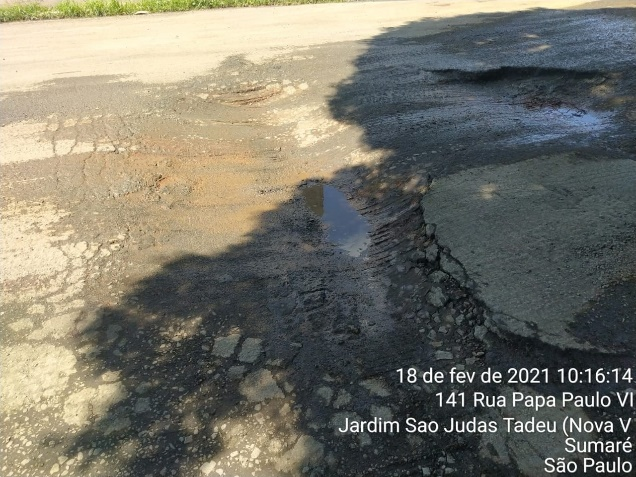 18 de fev de 2021 10:16:14
141 Rua Papa Paulo VI
Jardim Sao Judas Tadeu (Nova V
Sumaré
São Paulo